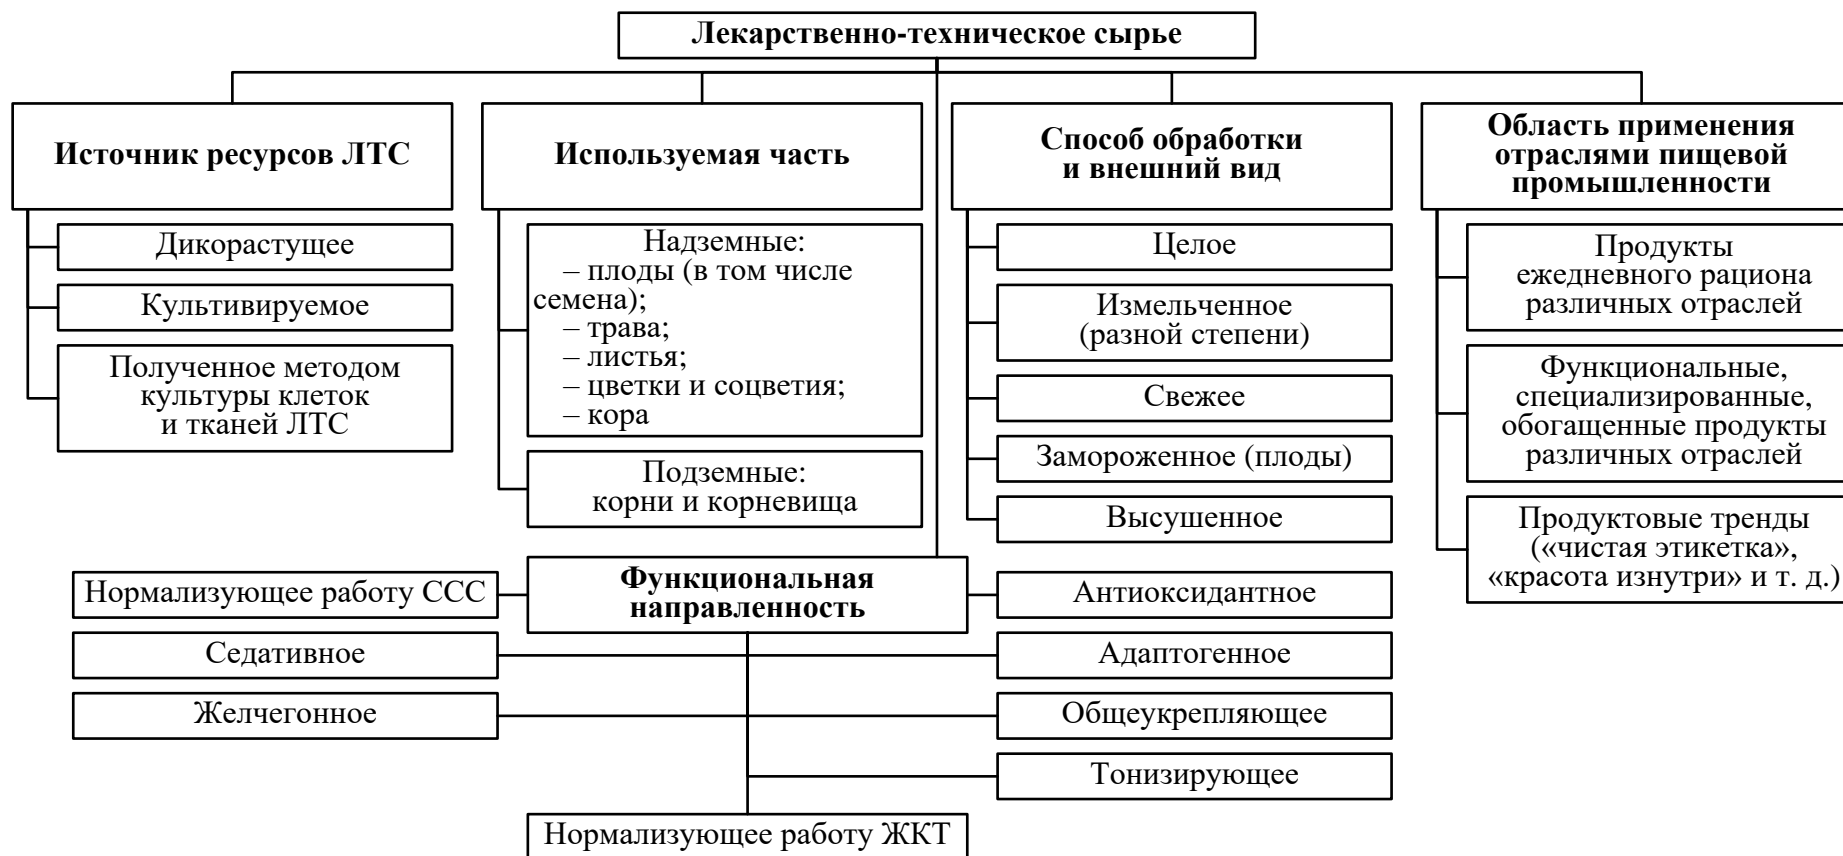 Лекарственно-техническое сырье
Источник ресурсов ЛТС
Дикорастущее
Культивируемое
Полученное методом
культуры клеток
и тканей ЛТС
Используемая часть
Надземные:
– плоды (в том числе
семена);
– трава;
– листья;
– цветки и соцветия;
– кора
Подземные:
корни и корневища
Способ обработки
и внешний вид
Целое
Измельченное
(разной степени)
Свежее
Замороженное (плоды)
Высушенное
Область применения
отраслями пищевой
промышленности
Продукты
ежедневного рациона
различных отраслей
Функциональные,
специализированные,
обогащенные продукты
различных отраслей
Продуктовые тренды
(«чистая этикетка»,
«красота изнутри» и т. д.)
Функциональная
направленность
Нормализующее работу ССС
Седативное
Желчегонное
Антиоксидантное
Адаптогенное
Общеукрепляющее
Тонизирующее
Нормализующее работу ЖКТ